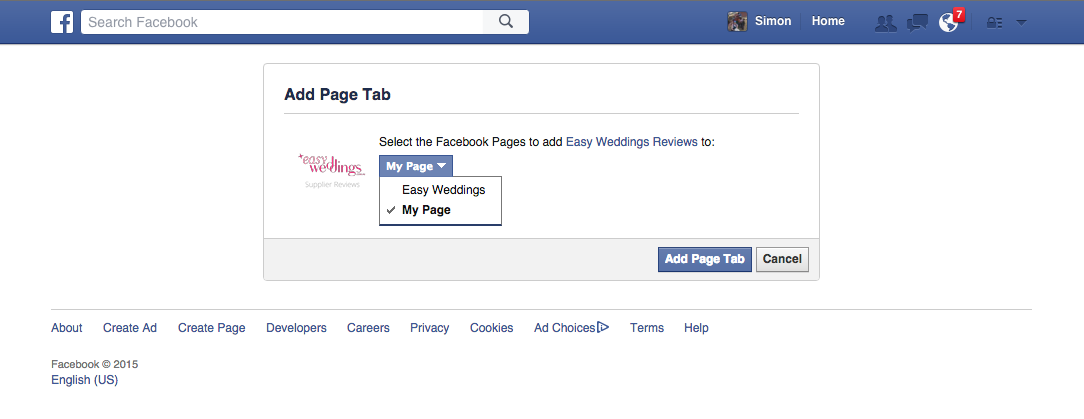 Search Facebook
Simon Home 7
Add Page Tab
Select the Facebook Pages to add Easy Weddings Reviews to:
easy
weddings
Supplier Reviews
My Page
Easy Weddings
My Page
Add Page Tab Cancel
About Create Ad Create Page Developers Careers Privacy Cookies Ad Choices Terms Help
Facebook © 2015
English (US)